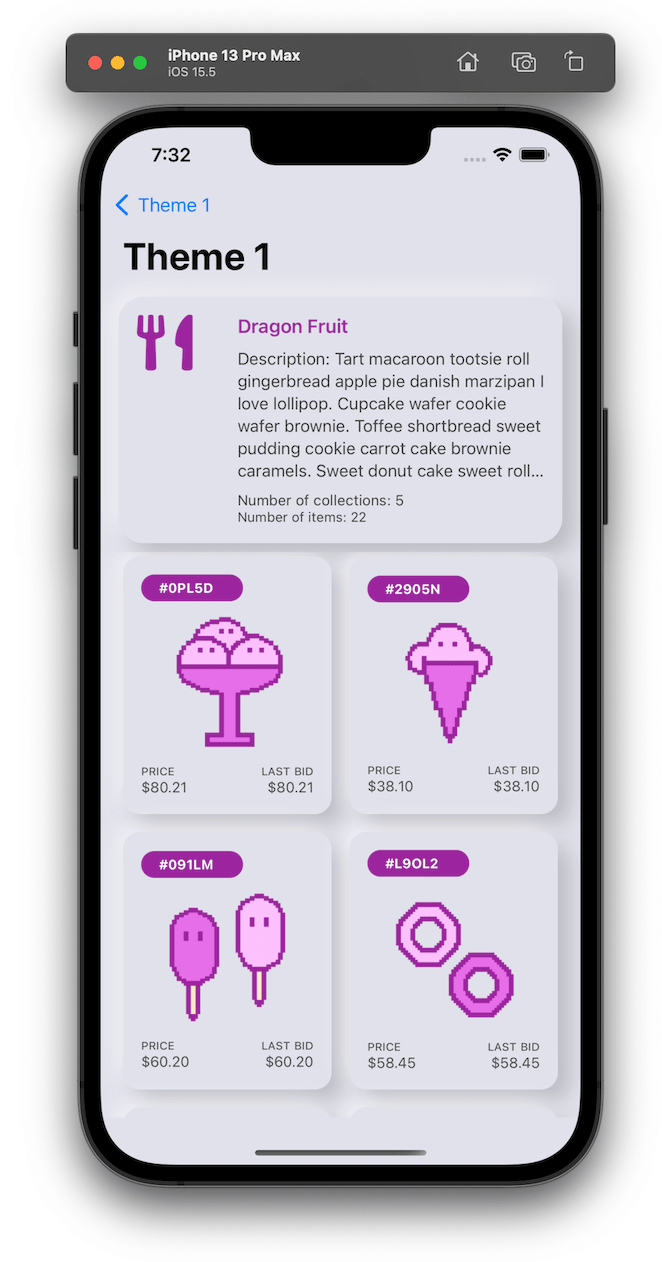 iPhone 13 Pro Max
iOS 15.5
7:32
Theme 1
Theme 1
Dragon Fruit
Description: Tart macaroon tootsie roll
gingerbread apple pie danish marzipan I
love lollipop. Cupcake wafer cookie
wafer brownie. Toffee shortbread sweet
pudding cookie carrot cake brownie
caramels. Sweet donut cake sweet roll...
Number of collections: 5
Number of items: 22
#0PL5D
#2905N
PRICE LAST BID
$80.21 $80.21
PRICE LAST BID
$38.10 $38.10
#091LM
#L9OL2
PRICE LAST BID
$60.20 $60.20
PRICE LAST BID
$58.45 $58.45